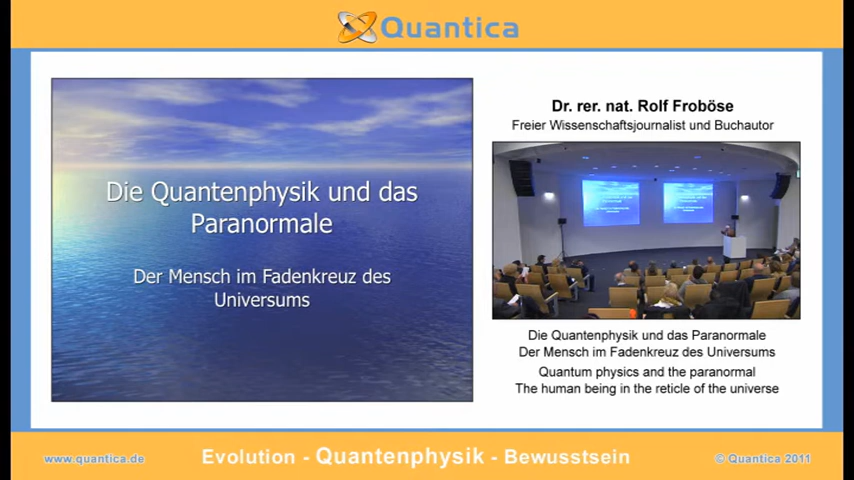 Quantica
Die Quantenphysik und das
Paranormale
Der Mensch im Fadenkreuz des
Universums
Dr. rer. nat. Rolf Froböse
Freier Wissenschaftsjournalist und Buchautor
Die Quantenphysik und das Paranormale
Der Mensch im Fadenkreuz des Universums
Quantum physics and the paranormal
The human being in the reticle of the universe
www.quantica.de
Evolution - Quantenphysik - Bewusstsein
© Quantica 2011